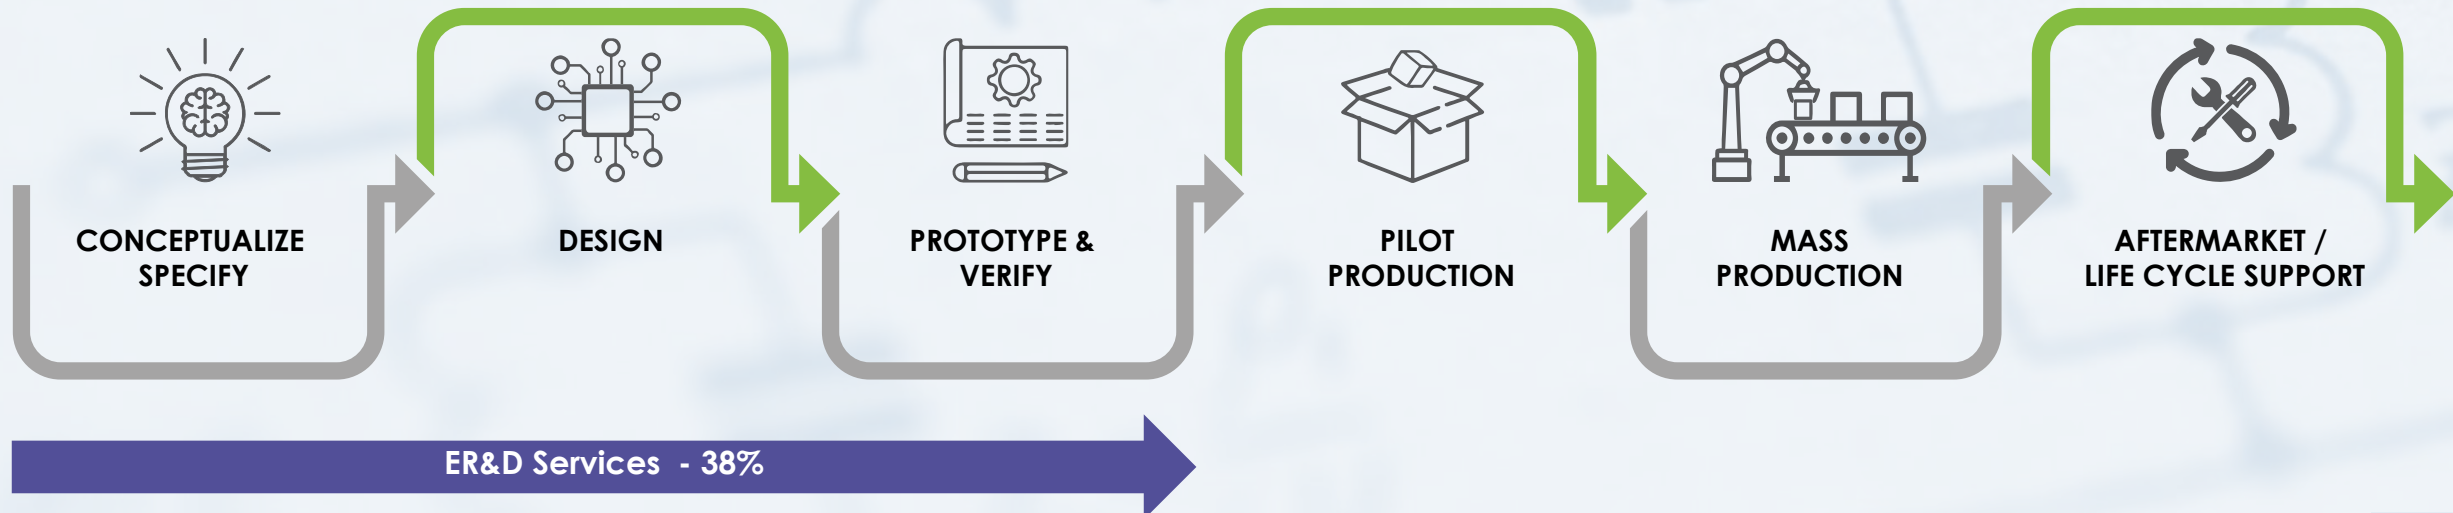 CONCEPTUALIZE
SPECIFY
DESIGN
PROTOTYPE &
VERIFY
PILOT
PRODUCTION
MASS
PRODUCTION
AFTERMARKET /
LIFE CYCLE SUPPORT
ER&D Services - 38%